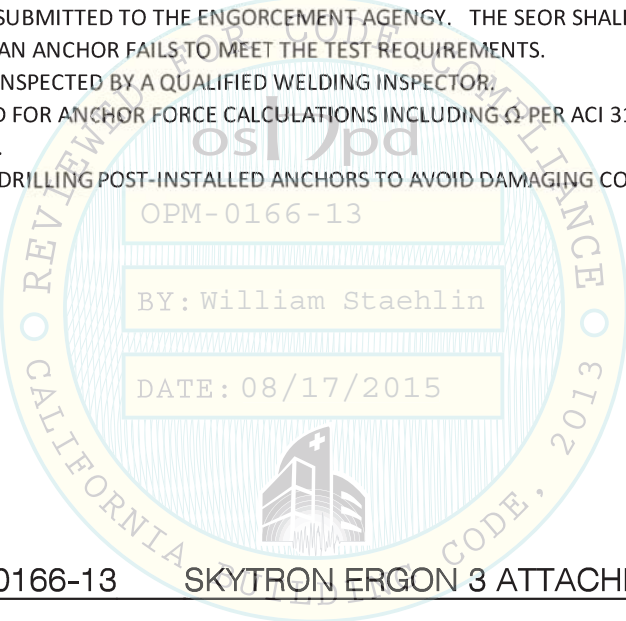 SUBMITTED TO THE ENGORCEMENT AGENCY. THE SEOR SHAL
AN ANCHOR FAILS TO MEET THE TEST REQUIREMENTS.
NSPECTED BY A QUALIFIED WELDING INSPECTOR.
FOR ANCHOR FORCE CALCULATIONS INCLUDING Ω PER ACI 31
.
DRILLING POST-INSTALLED ANCHORS TO AVOID DAMAGING CO
REVIEWED FOR CODE COMPLIANCE
oshpd
OPM-0166-13
BY: William Staehlin
DATE: 08/17/2015
CALIFORNIA BUILDING CODE, 2013
0166-13 SKYTRON ERGON 3 ATTACH